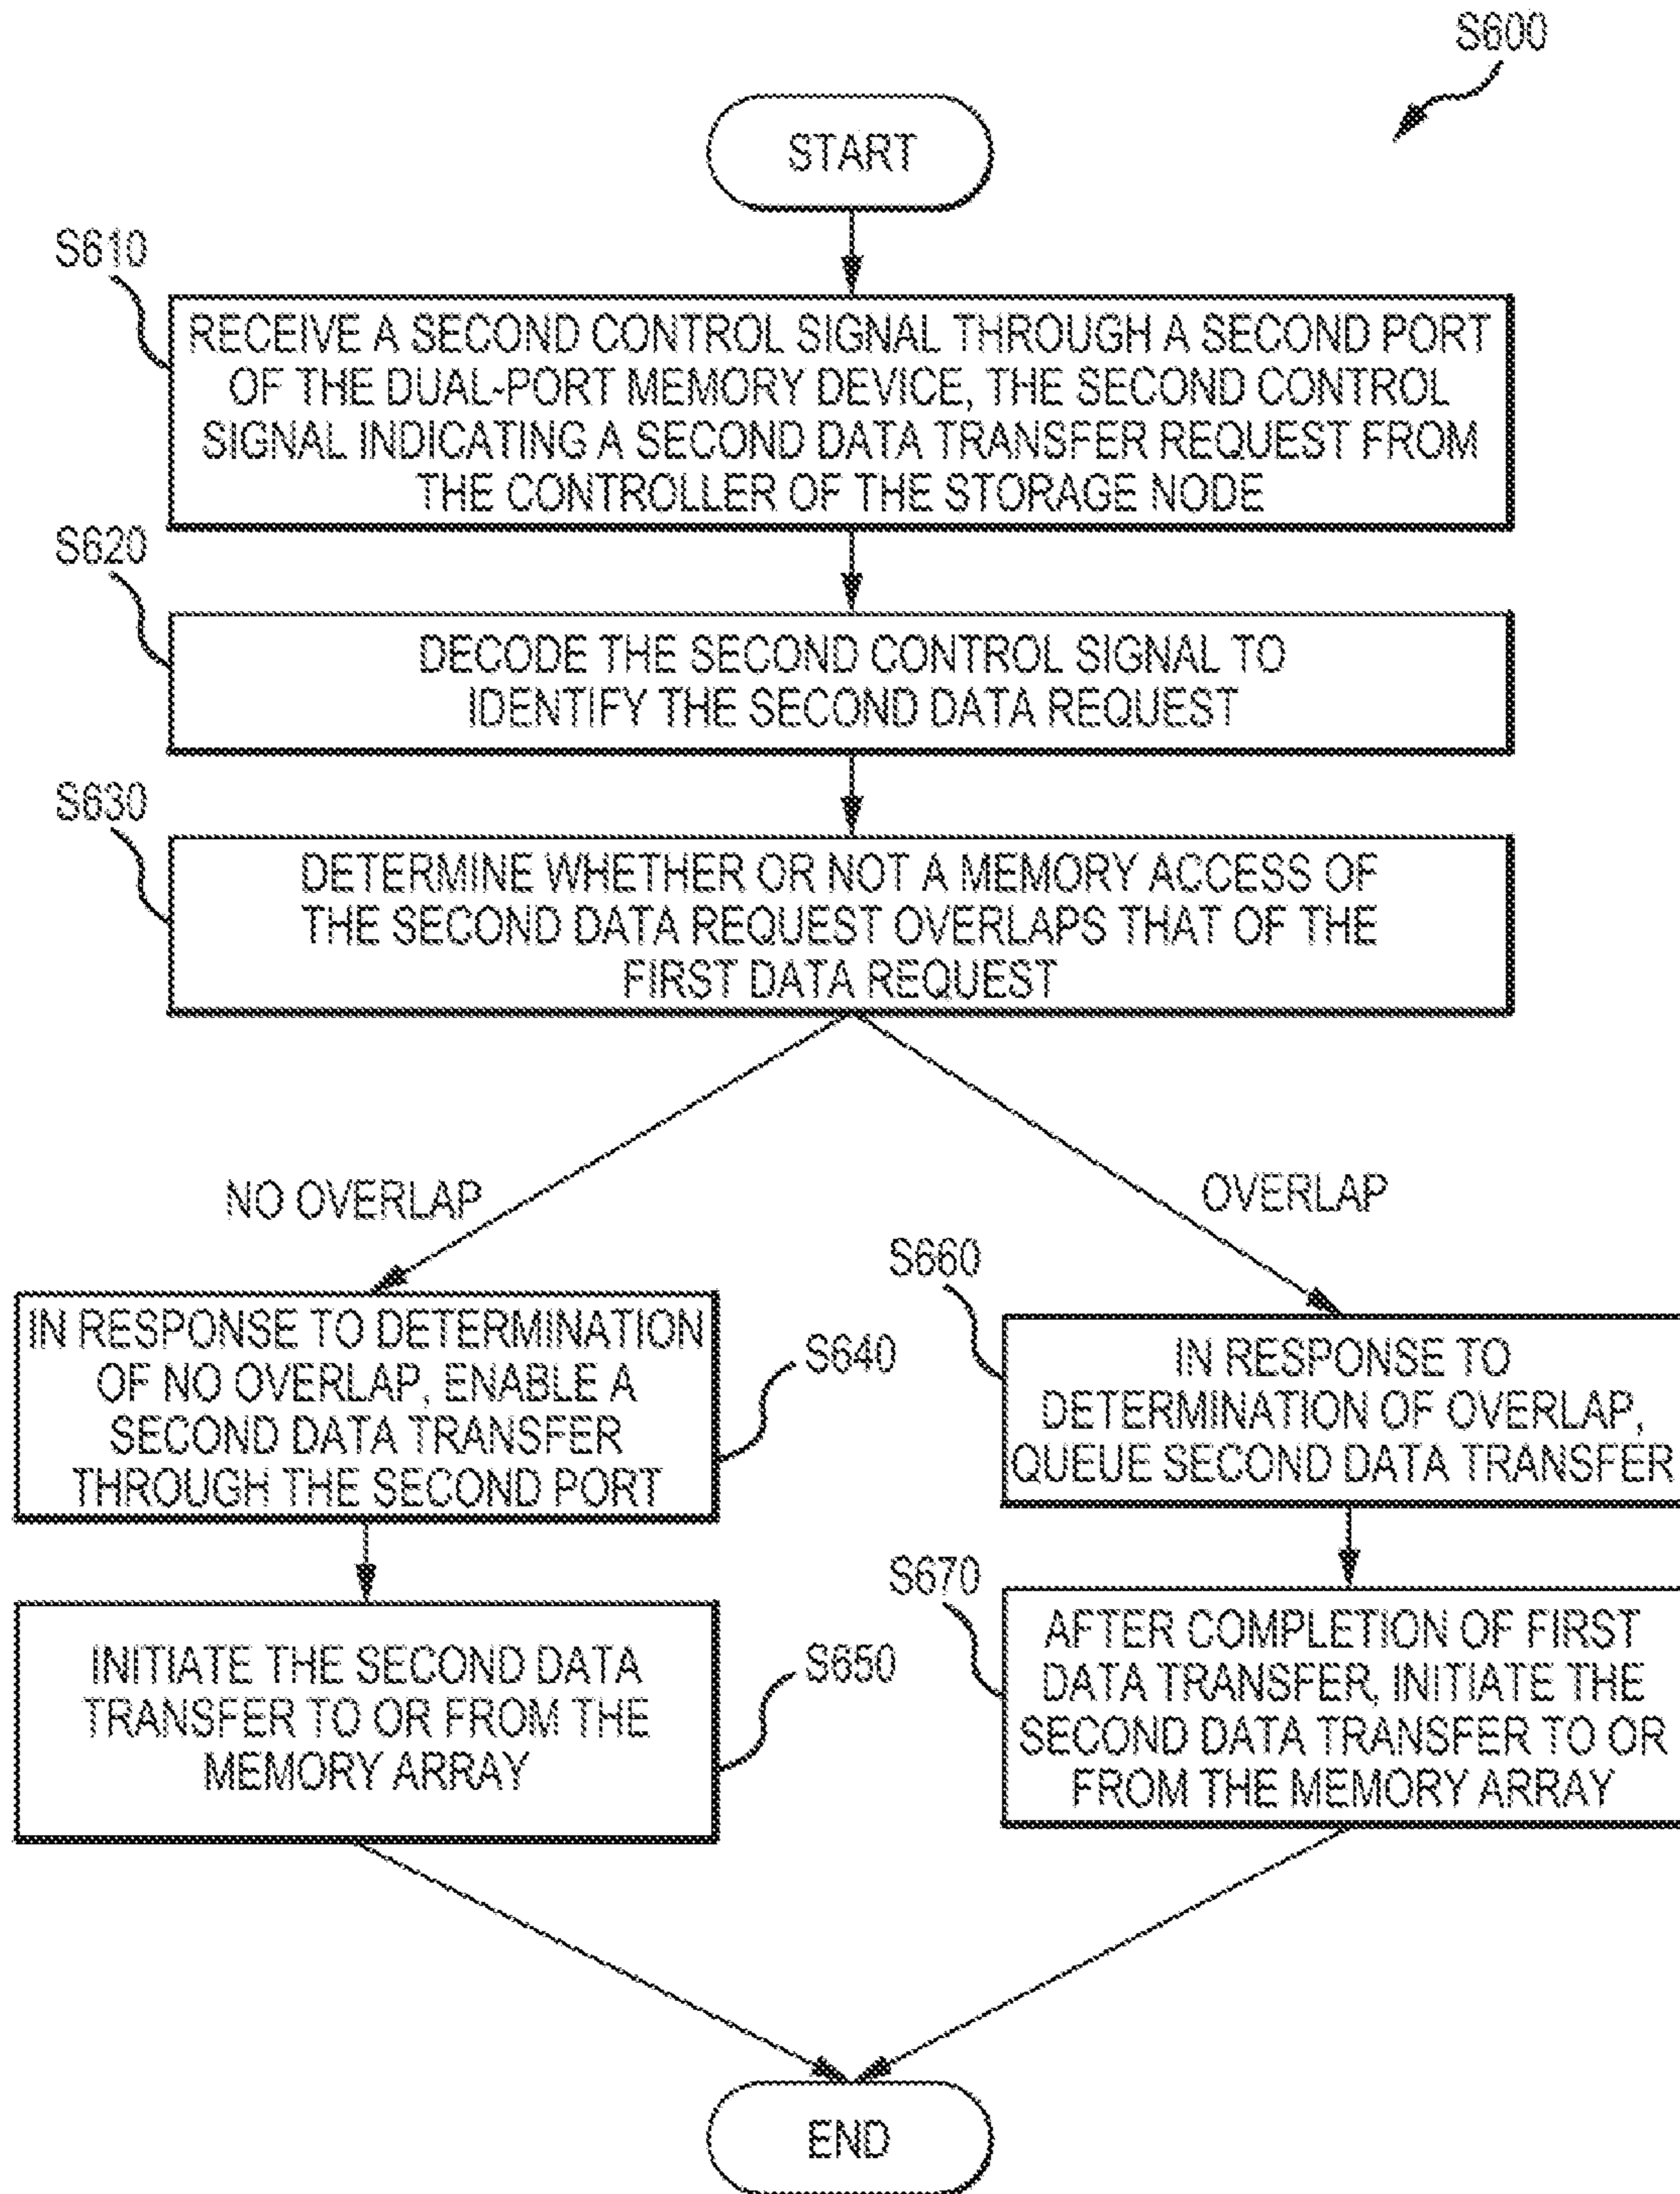 S600
START
S610
RECEIVE A SECOND CONTROL SIGNAL THROUGH A SECOND PORT
OF THE DUAL-PORT MEMORY DEVICE, THE SECOND CONTROL
SIGNAL INDICATING A SECOND DATA TRANSFER REQUEST FROM
THE CONTROLLER OF THE STORAGE NODE
S620
DECODE THE SECOND CONTROL SIGNAL TO
IDENTIFY THE SECOND DATA REQUEST
S630
DETERMINE WHETHER OR NOT A MEMORY ACCESS OF
THE SECOND DATA REQUEST OVERLAPS THAT OF THE
FIRST DATA REQUEST
NO OVERLAP
OVERLAP
IN RESPONSE TO DETERMINATION
OF NO OVERLAP, ENABLE A
SECOND DATA TRANSFER
THROUGH THE SECOND PORT
S640
S660
IN RESPONSE TO
DETERMINATION OF OVERLAP,
QUEUE SECOND DATA TRANSFER
INITIATE THE SECOND DATA
TRANSFER TO OR FROM THE
MEMORY ARRAY
S650
S670
AFTER COMPLETION OF FIRST
DATA TRANSFER, INITIATE THE
SECOND DATA TRANSFER TO OR
FROM THE MEMORY ARRAY
END